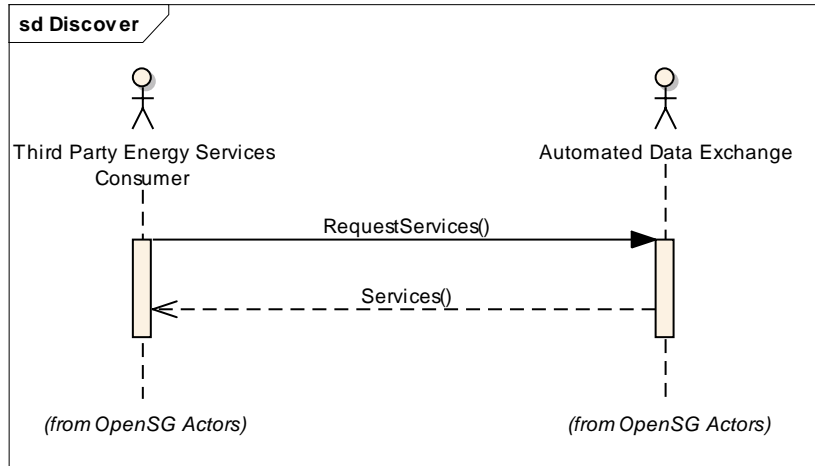 sd Discover
Third Party Energy Services
Consumer
Automated Data Exchange
RequestServices()
Services()
(from OpenSG Actors)
(from OpenSG Actors)